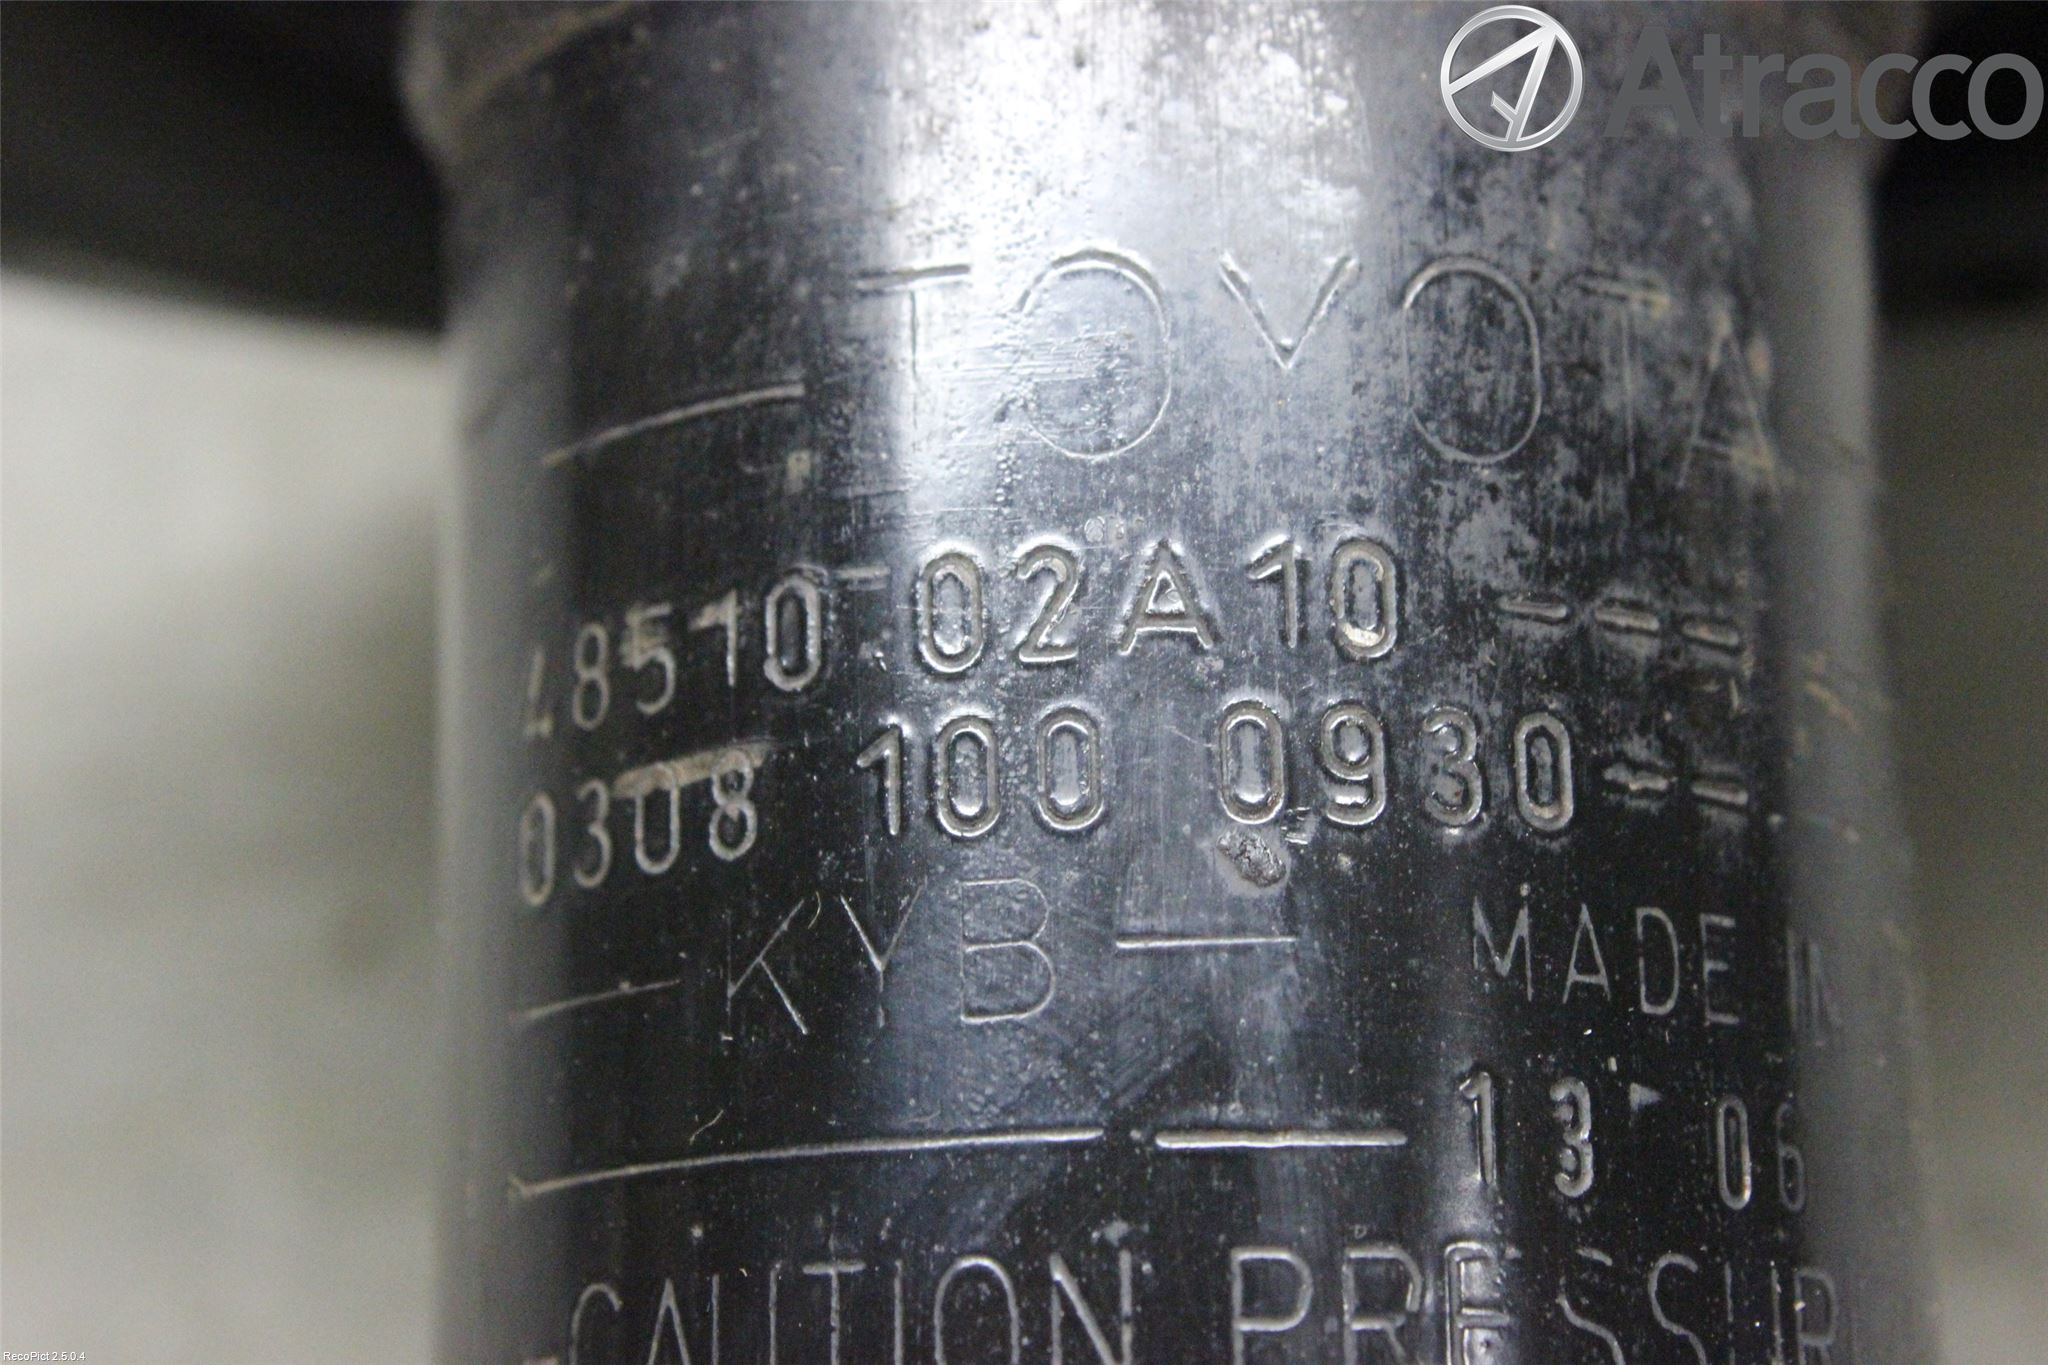 Atracco
TOYOTA
48510-02A10 ---
0308 100 0930--
KYB MADE IN
13 06
CAUTION PRESSUR
RecoPict 2.5.0.4